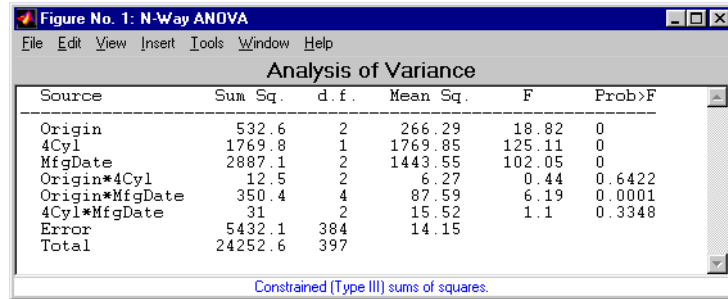 Figure No. 1: N-Way ANOVA
File Edit View Insert Tools Window Help
Analysis of Variance
Source Sum Sq. d.f. Mean Sq. F Prob>F
Origin 532.6 2 266.29 18.82 0
4Cyl 1769.8 1 1769.85 125.11 0
MfgDate 2887.1 2 1443.55 102.05 0
Origin*4Cyl 12.5 2 6.27 0.44 0.6422
Origin*MfgDate 350.4 4 87.59 6.19 0.0001
4Cyl*MfgDate 31 2 15.52 1.1 0.3348
Error 5432.1 384 14.15
Total 24252.6 397
Constrained (Type III) sums of squares.